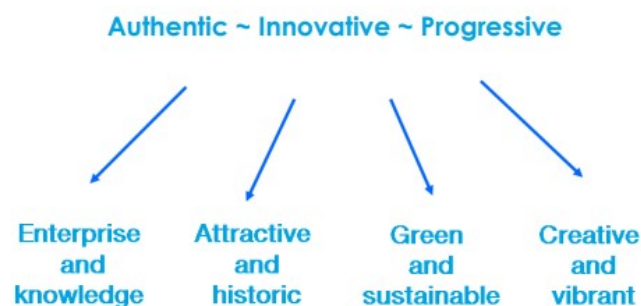 Authentic ~ Innovative ~ Progressive
Enterprise
and
knowledge
Attractive
and
historic
Green
and
sustainable
Creative
and
vibrant